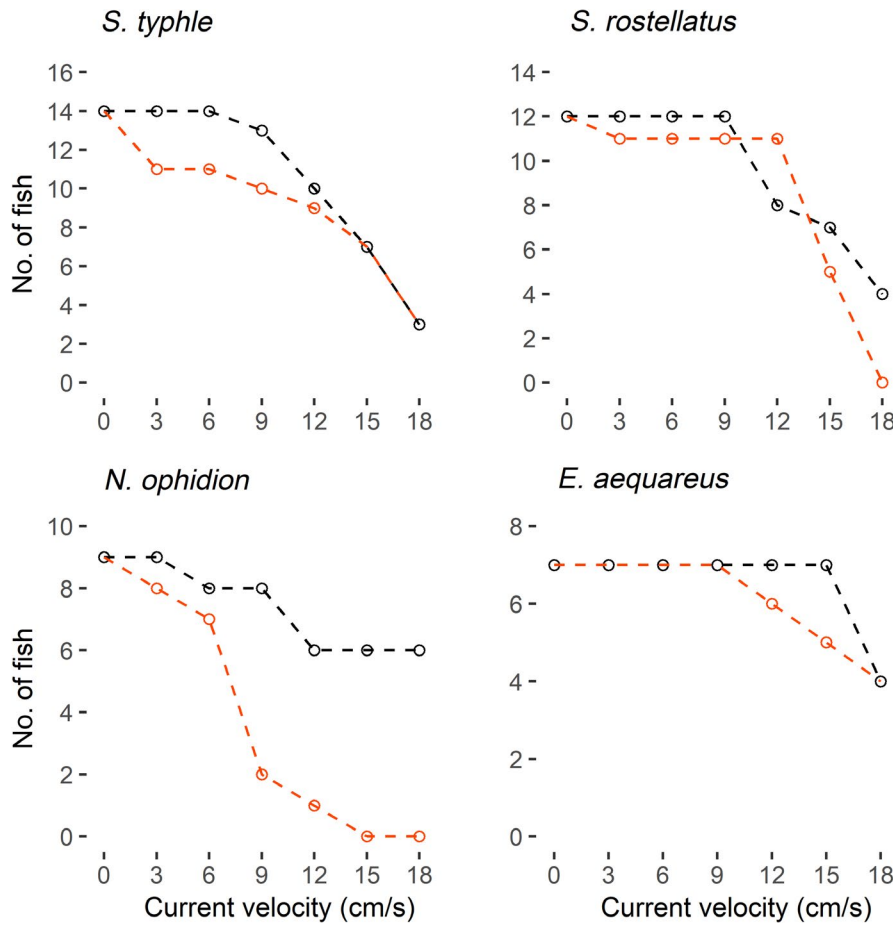 S. typhle
No. of fish
16
14
12
10
8
6
4
2
0
0 3 6 9 12 15 18
S. rostellatus
14
12
10
8
6
4
2
0
0 3 6 9 12 15 18
N. ophidion
No. of fish
10
8
6
4
2
0
0 3 6 9 12 15 18
Current velocity (cm/s)
E. aequareus
8
6
4
2
0
0 3 6 9 12 15 18
Current velocity (cm/s)